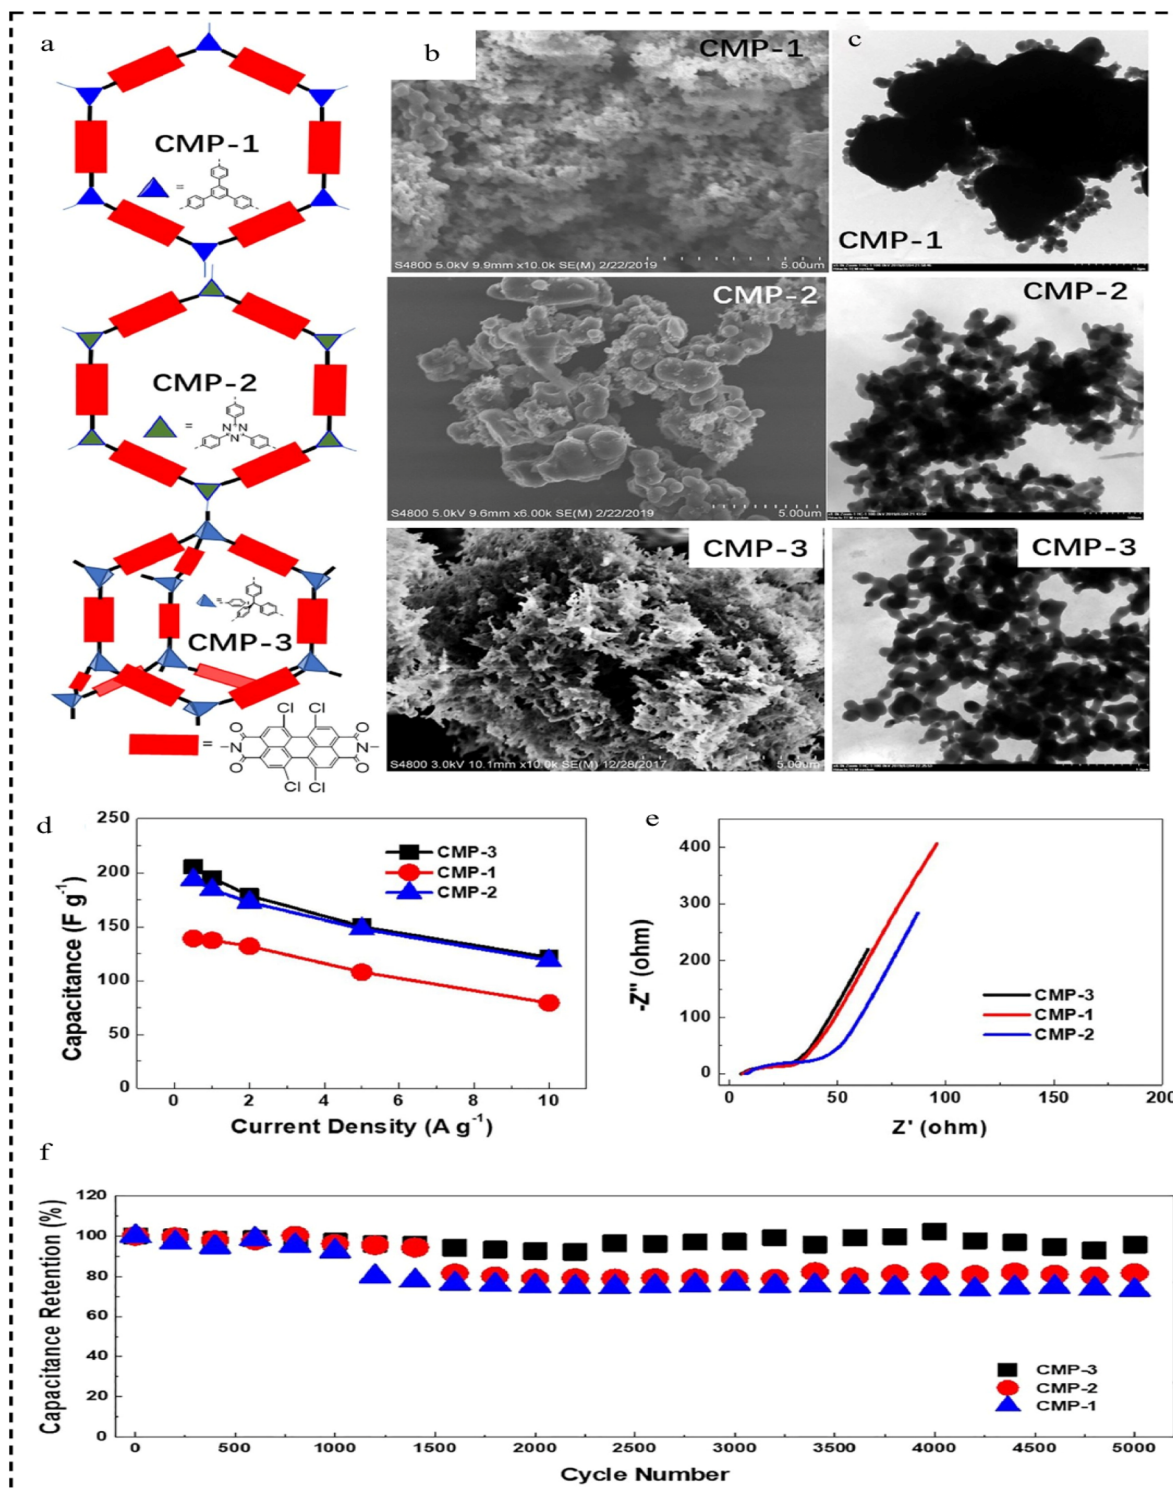 a
CMP-1
=
CMP-2
=
N N
N
CMP-3
=
Cl Cl
O O
=
N N
O O
Cl Cl
b
CMP-1
S4800 5.0kV 9.9mm x10.0k SE(M) 2/22/2019 5.00um
CMP-2
S4800 5.0kV 9.6mm x6.00k SE(M) 2/22/2019 5.00um
CMP-3
S4800 3.0kV 10.1mm x10.0k SE(M) 12/28/2017 5.00um
c
CMP-1
CMP-2
CMP-3
d
250
200
150
100
50
0
Capacitance (F g-1)
CMP-3
CMP-1
CMP-2
0 2 4 6 8 10
Current Density (A g-1)
e
400
300
200
100
0
-Z" (ohm)
CMP-3
CMP-1
CMP-2
0 50 100 150 200
Z' (ohm)
f
120
100
80
60
40
20
0
Capacitance Retention (%)
CMP-3
CMP-2
CMP-1
0 500 1000 1500 2000 2500 3000 3500 4000 4500 5000
Cycle Number